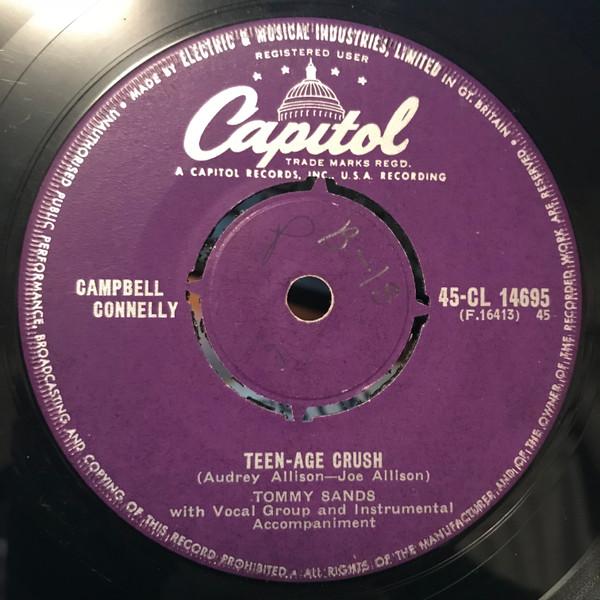 MADE BY ELECTRIC & MUSICAL INDUSTRIES, LIMITED IN GT. BRITAIN • ALL RIGHTS OF THE MANUFACTURER AND OF THE OWNER OF THE RECORDED WORK ARE RESERVED • UNAUTHORISED PUBLIC PERFORMANCE, BROADCASTING AND COPYING OF THIS RECORD PROHIBITED •
REGISTERED USER
Capitol
TRADE MARKS REGD.
A CAPITOL RECORDS, INC., U.S.A. RECORDING
B-15
CAMPBELL
CONNELLY
45-CL 14695
(F.16413) 45
TEEN-AGE CRUSH
(Audrey Allison—Joe Allison)
TOMMY SANDS
with Vocal Group and Instrumental
Accompaniment